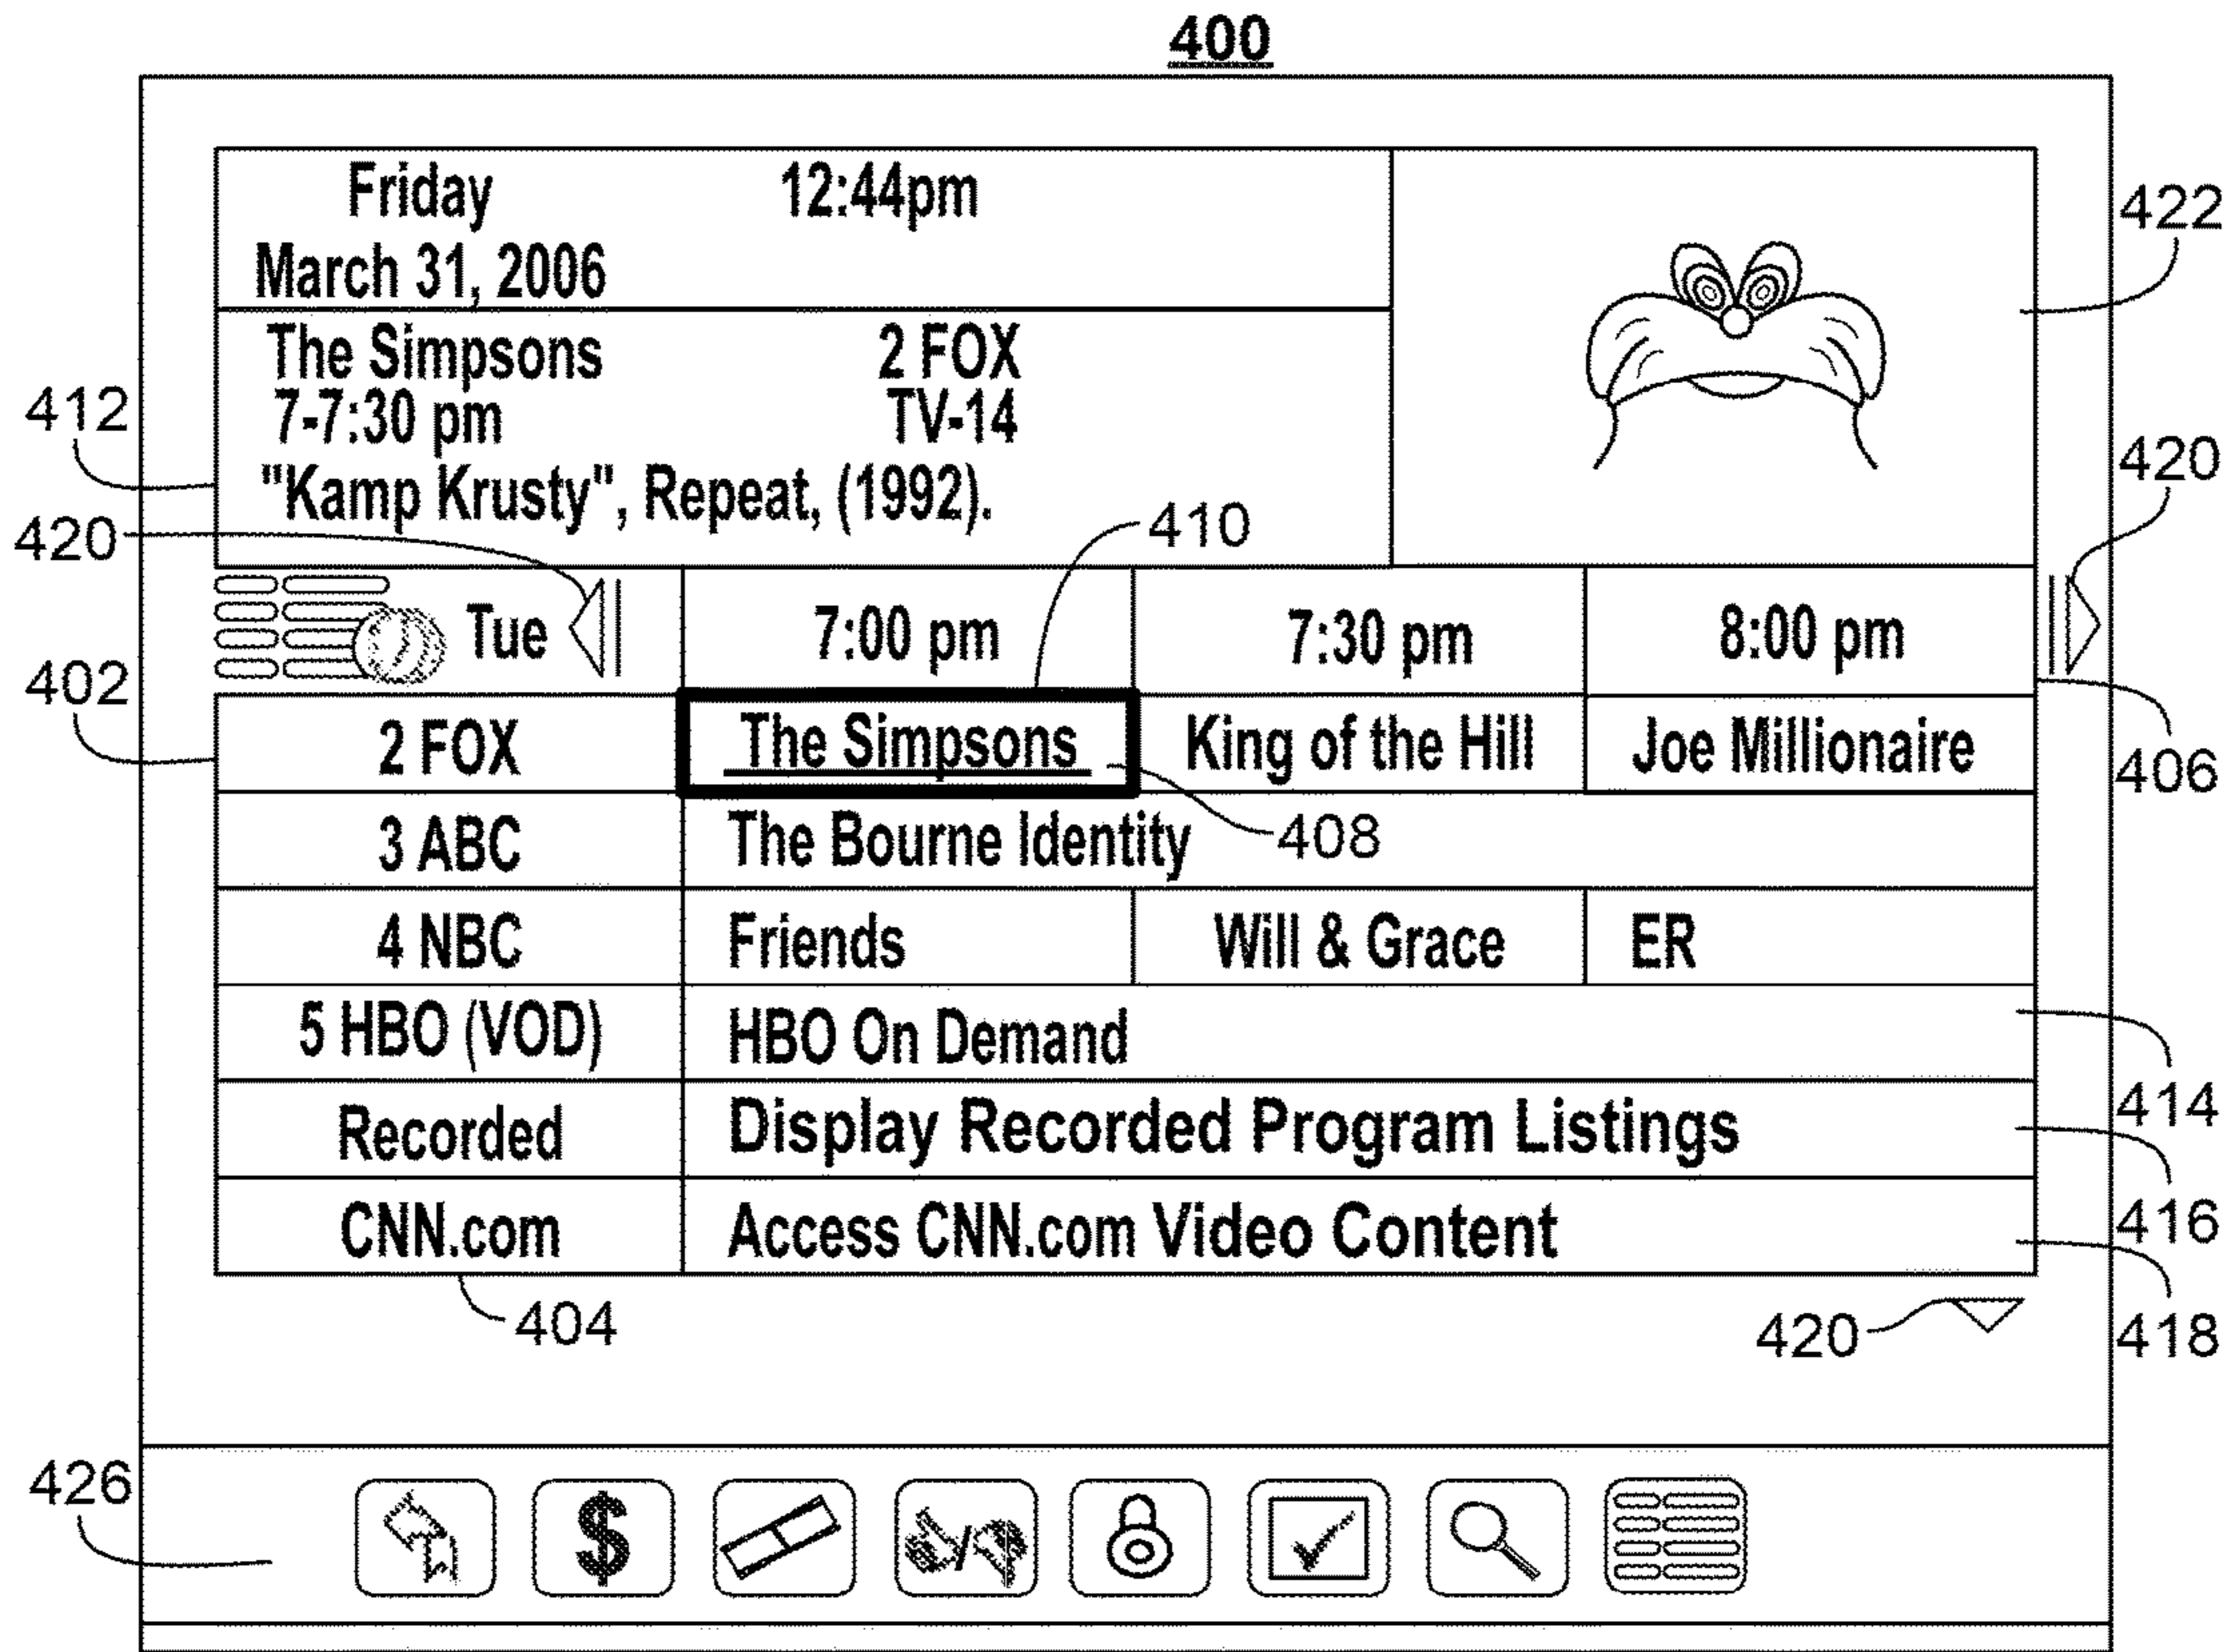 400
Friday 12:44pm
March 31, 2006
422
The Simpsons 2 FOX
412 7-7:30 pm TV-14
420
"Kamp Krusty", Repeat, (1992).
420 410
Tue 7:00 pm 7:30 pm 8:00 pm
402
2 FOX The Simpsons King of the Hill Joe Millionaire
406
3 ABC The Bourne Identity 408
4 NBC Friends Will & Grace ER
5 HBO (VOD) HBO On Demand
414
Recorded Display Recorded Program Listings
416
CNN.com Access CNN.com Video Content
404 420 418
426 $ /